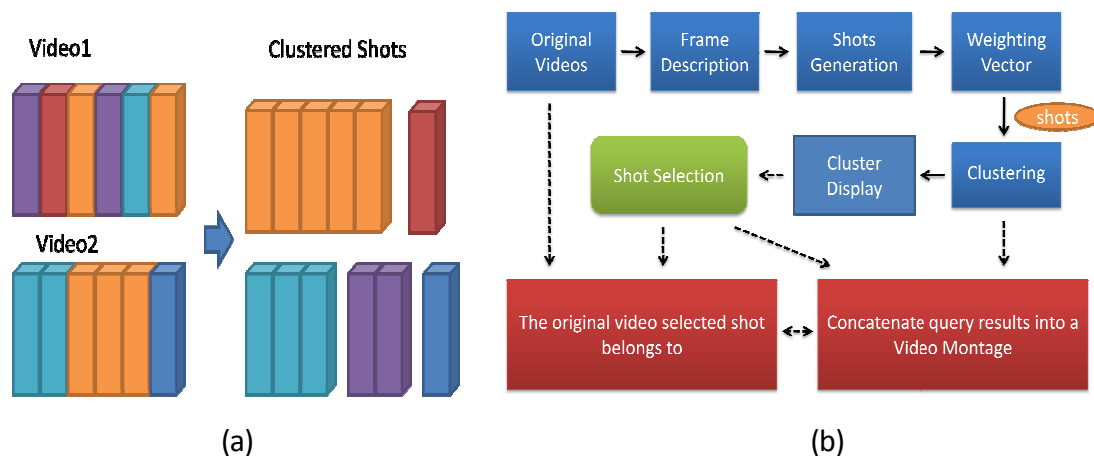 Video1
Clustered Shots
Video2
(a)
Original
Videos
Frame
Description
Shots
Generation
Weighting
Vector
shots
Shot Selection
Cluster
Display
Clustering
The original video selected shot
belongs to
Concatenate query results into a
Video Montage
(b)